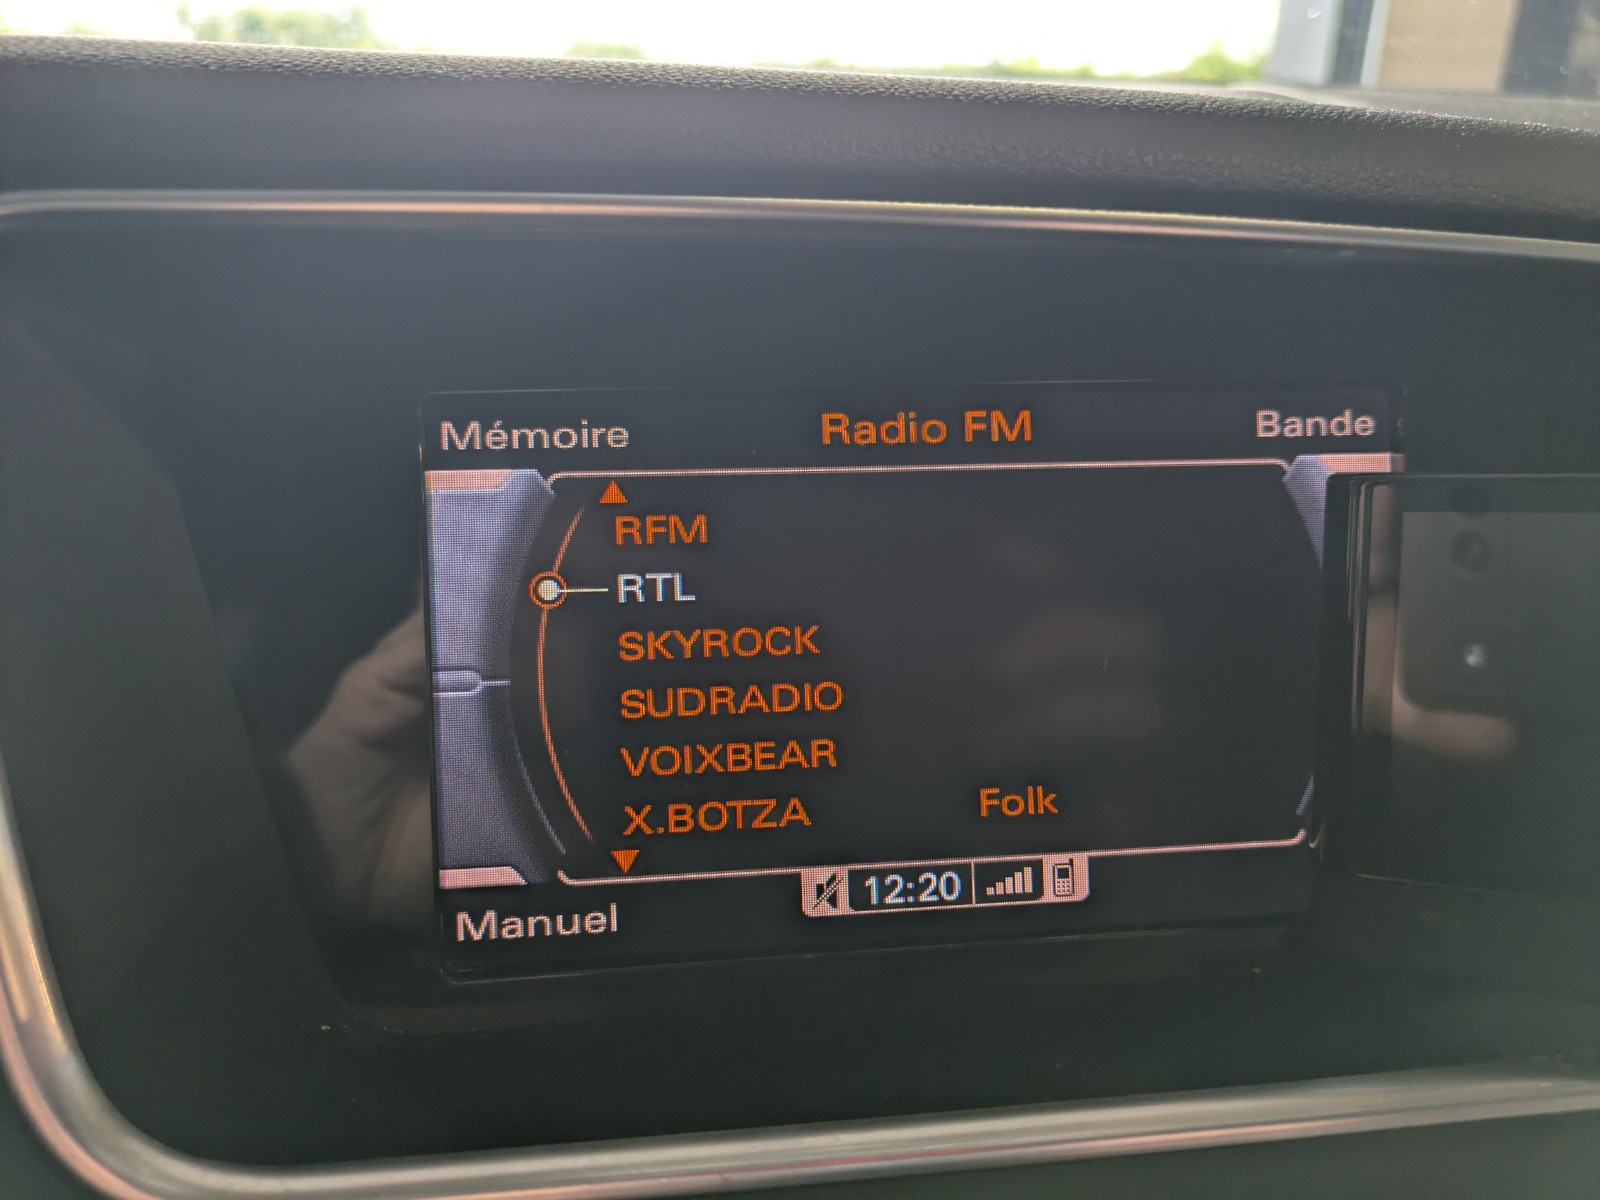 Mémoire Radio FM Bande
RFM
RTL
SKYROCK
SUDRADIO
VOIXBEAR
X.BOTZA Folk
12:20
Manuel